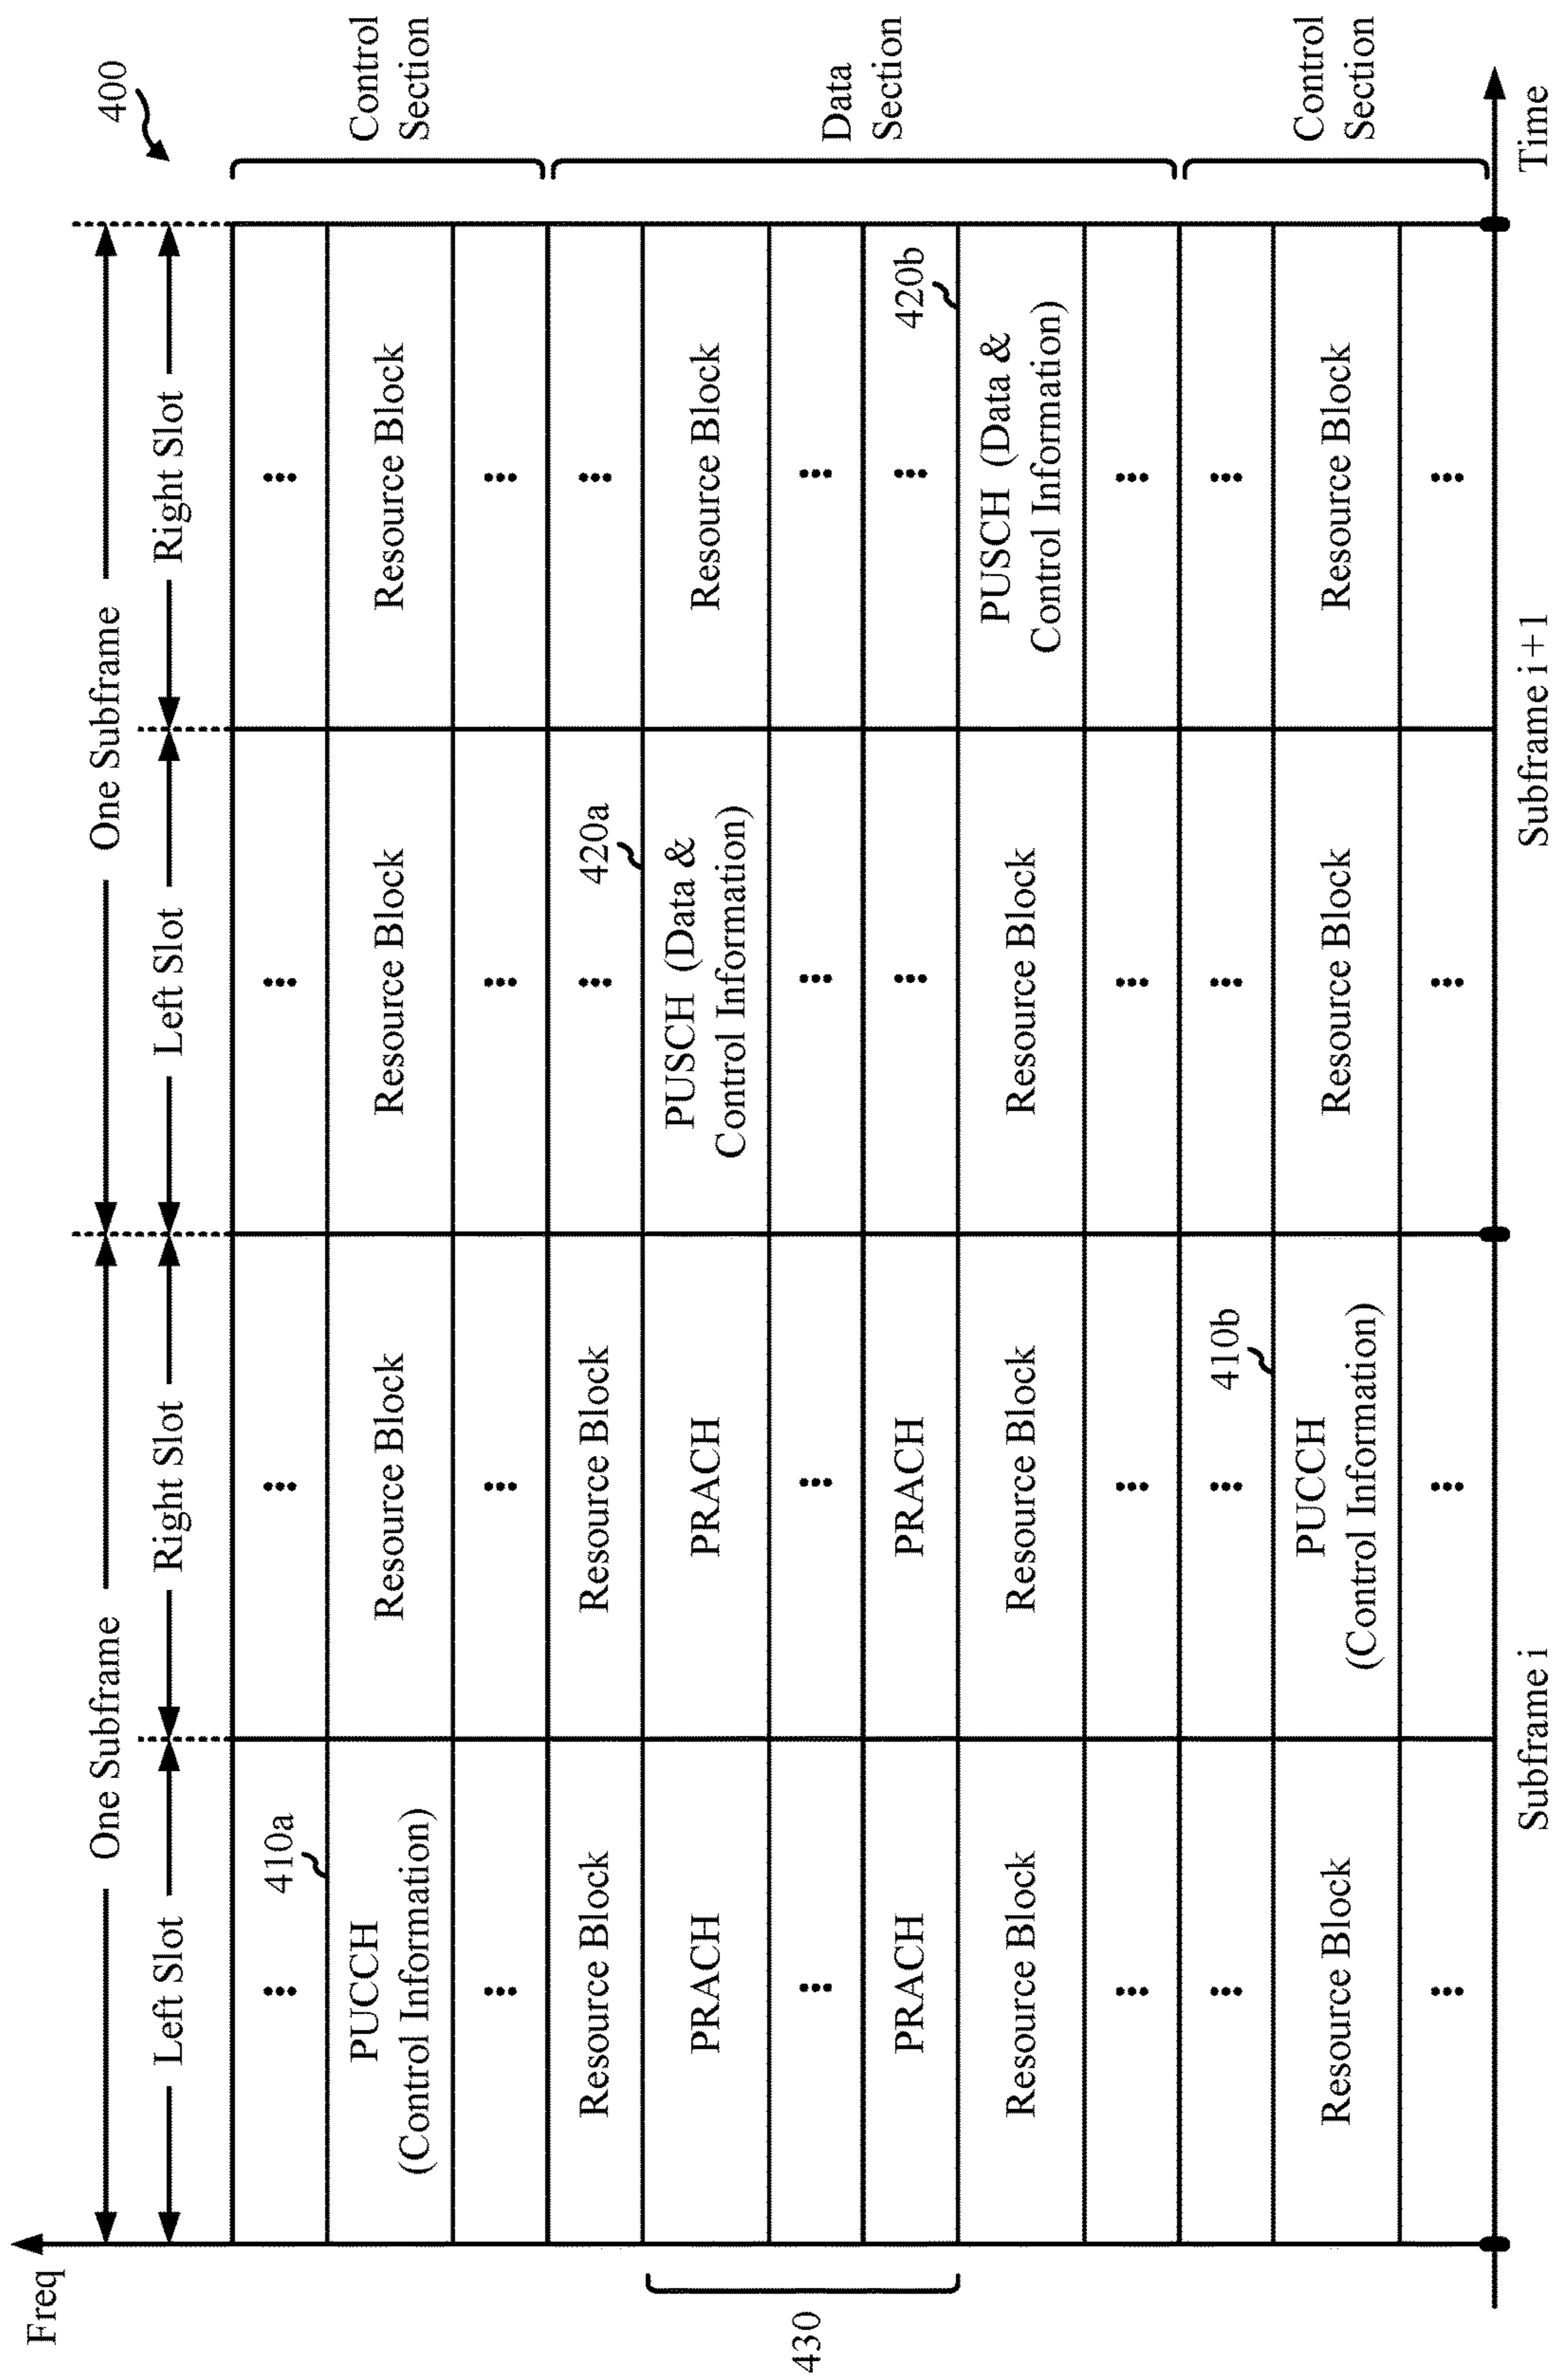 400
Freq
One Subframe
One Subframe
Left Slot
Right Slot
Left Slot
Right Slot
410a
PUCCH
(Control Information)
Resource Block
Resource Block
Resource Block
Control
Section
Resource Block
Resource Block
420a
PRACH
PRACH
PUSCH (Data &
Control Information)
Resource Block
430
PRACH
PRACH
420b
Data
Section
Resource Block
Resource Block
Resource Block
PUSCH (Data &
Control Information)
410b
Resource Block
PUCCH
(Control Information)
Resource Block
Resource Block
Control
Section
Subframe i
Subframe i+1
Time